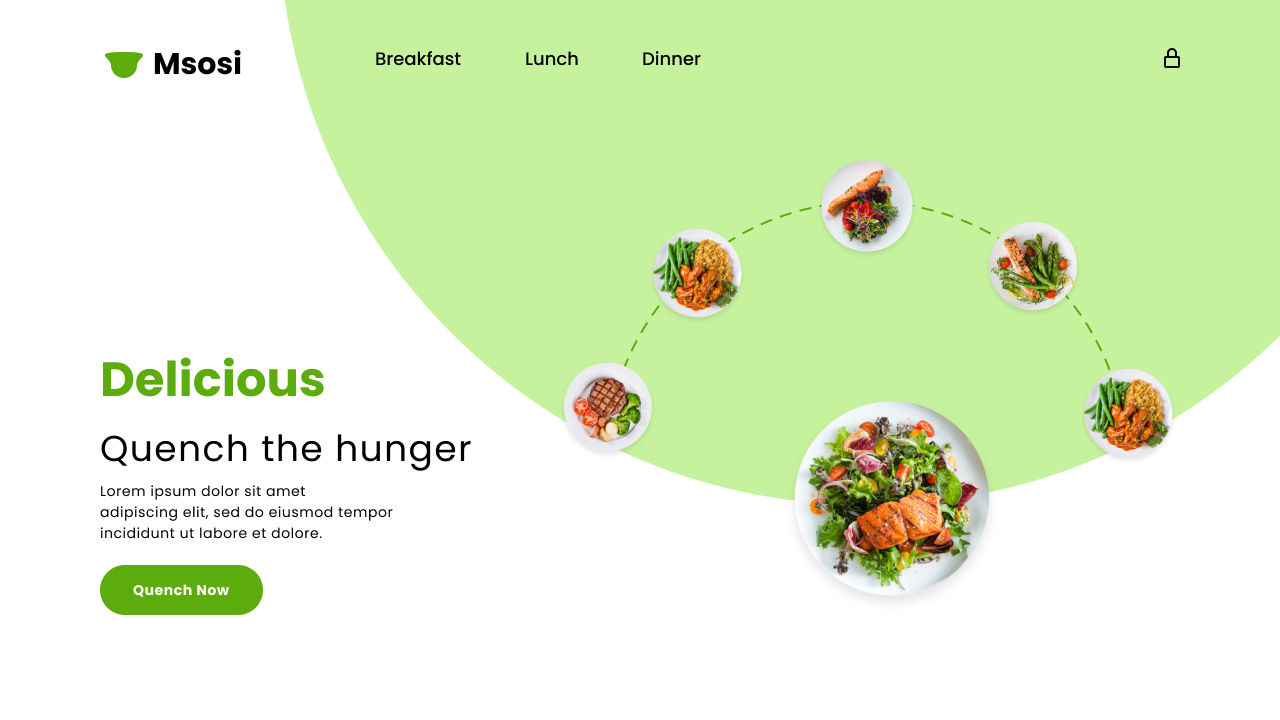 Msosi
Breakfast
Lunch
Dinner
Delicious
Quench the hunger
Lorem ipsum dolor sit amet
adipiscing elit, sed do eiusmod tempor
incididunt ut labore et dolore.
Quench Now